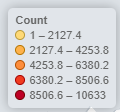 Count
1 – 2127.4
2127.4 – 4253.8
4253.8 – 6380.2
6380.2 – 8506.6
8506.6 – 10633